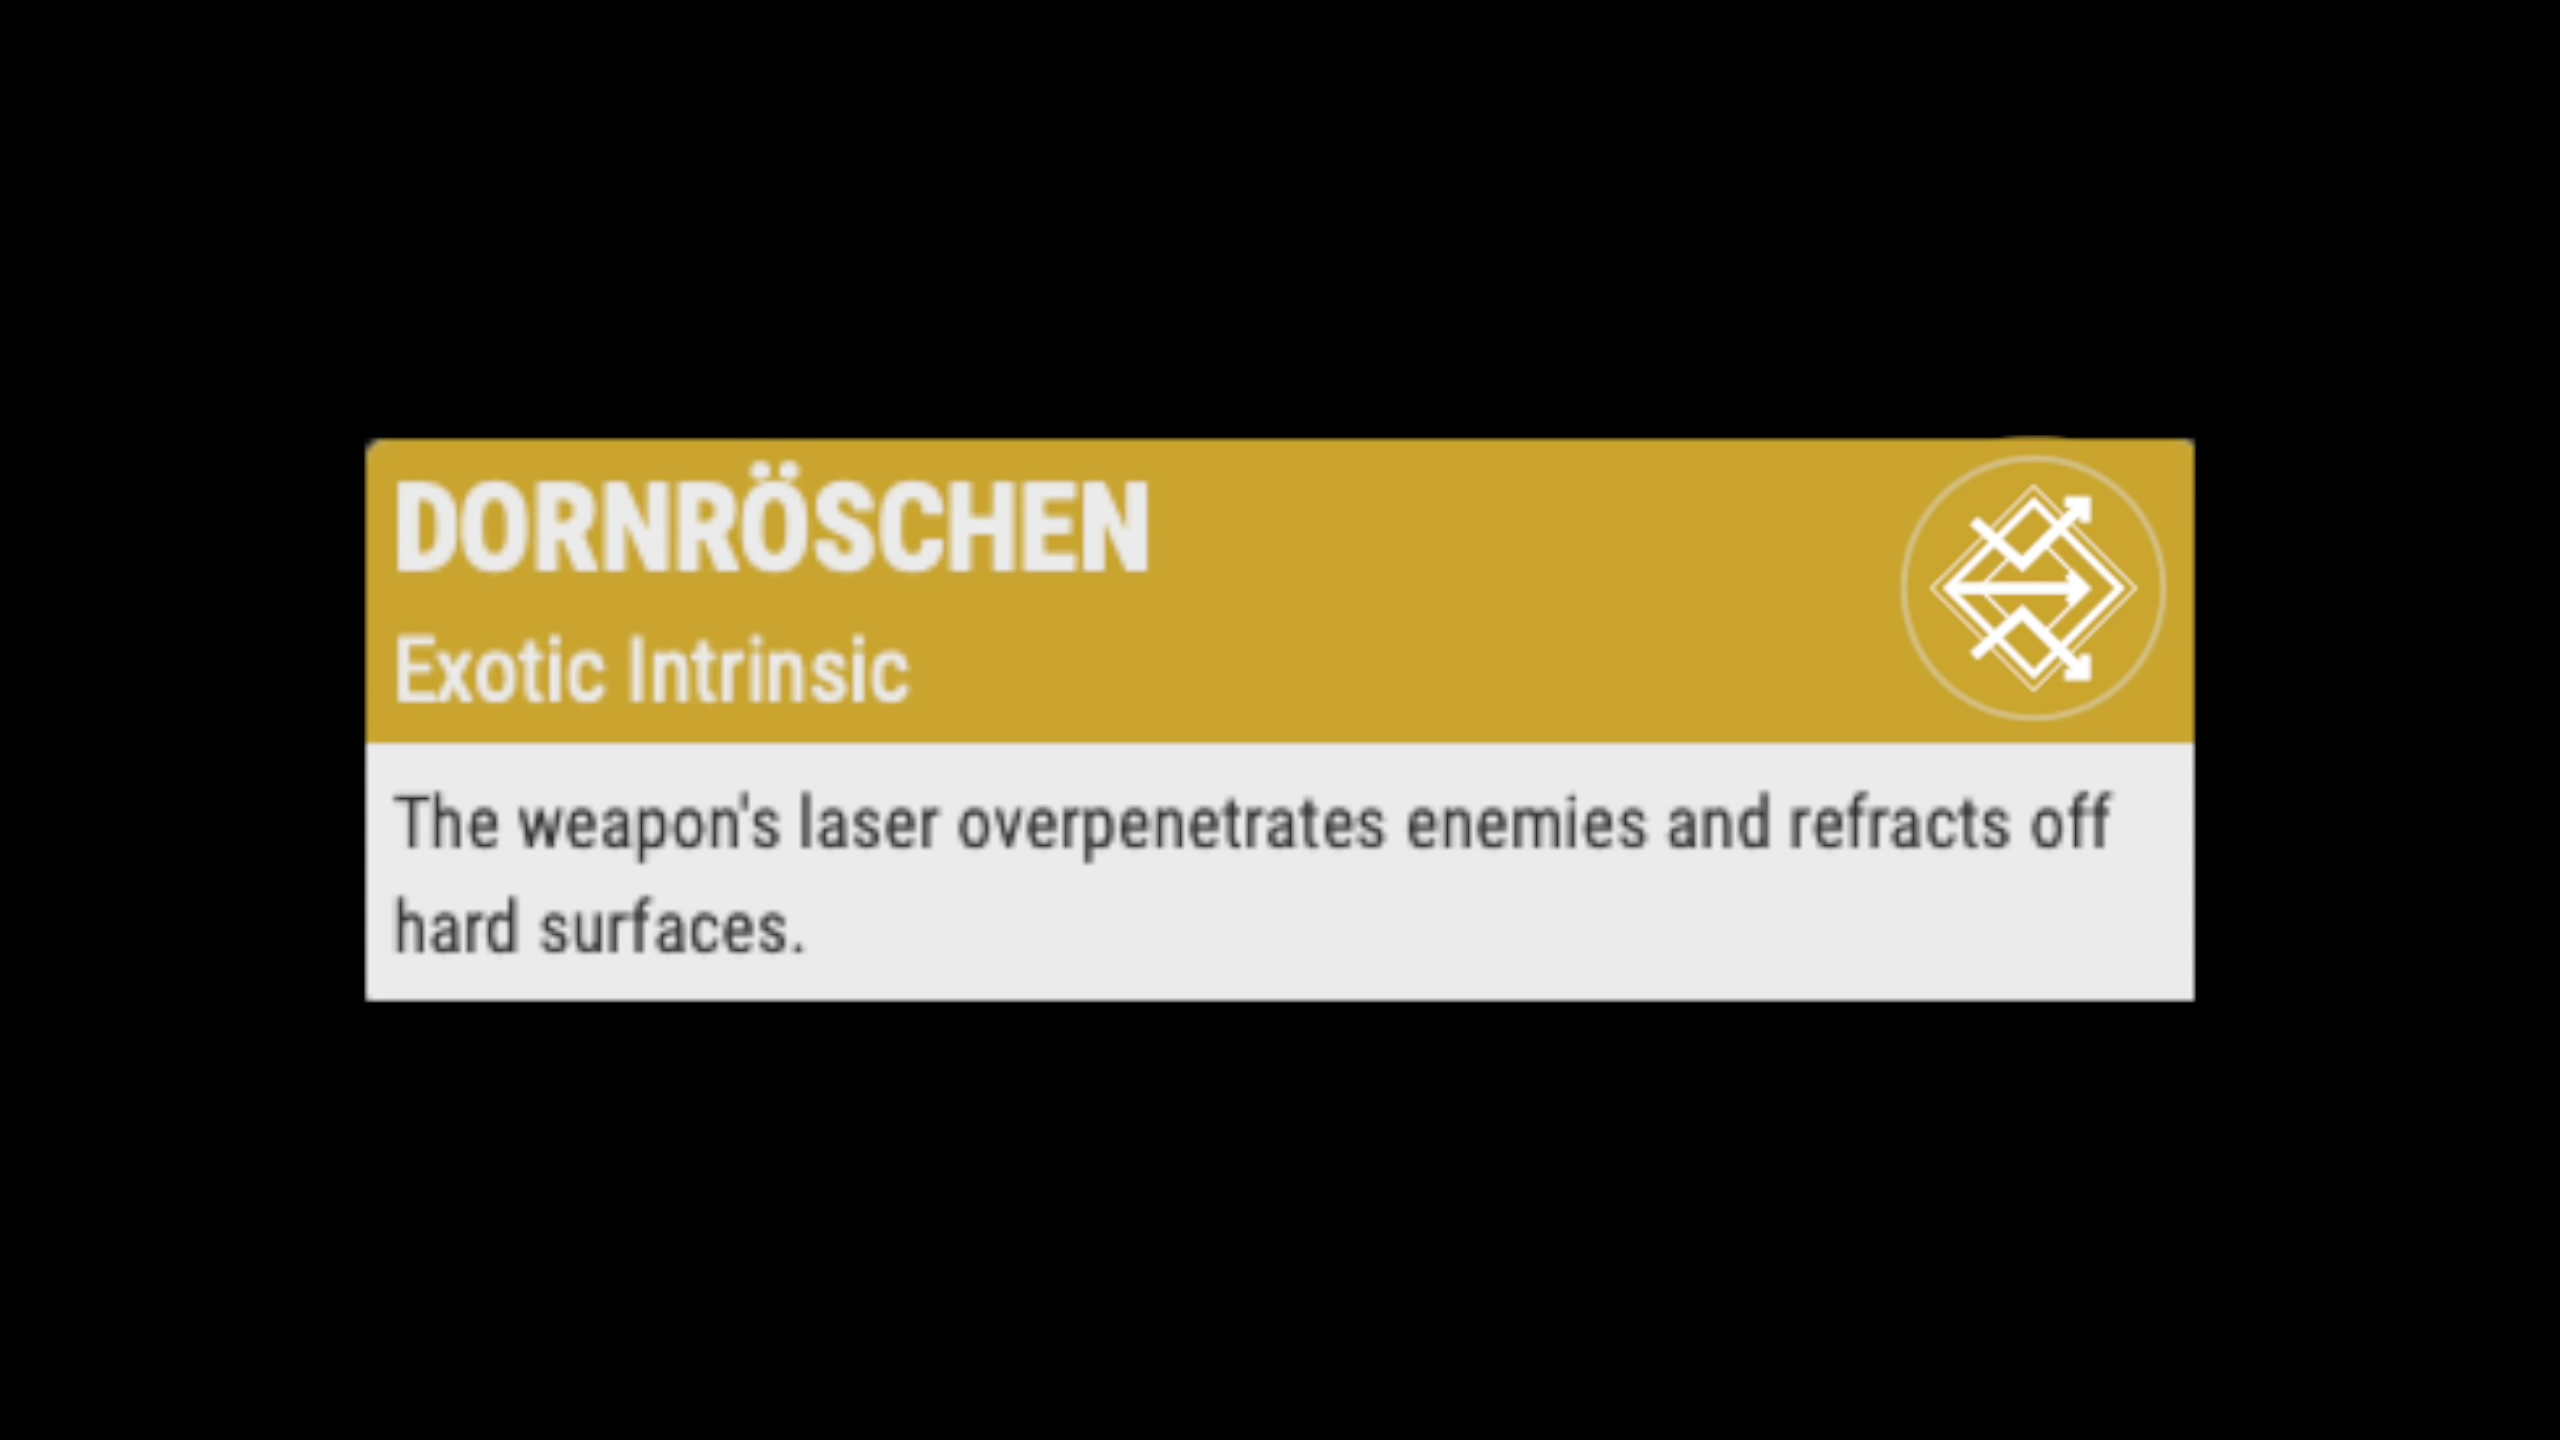 DORNRÖSCHEN
Exotic Intrinsic
The weapon's laser overpenetrates enemies and refracts off
hard surfaces.